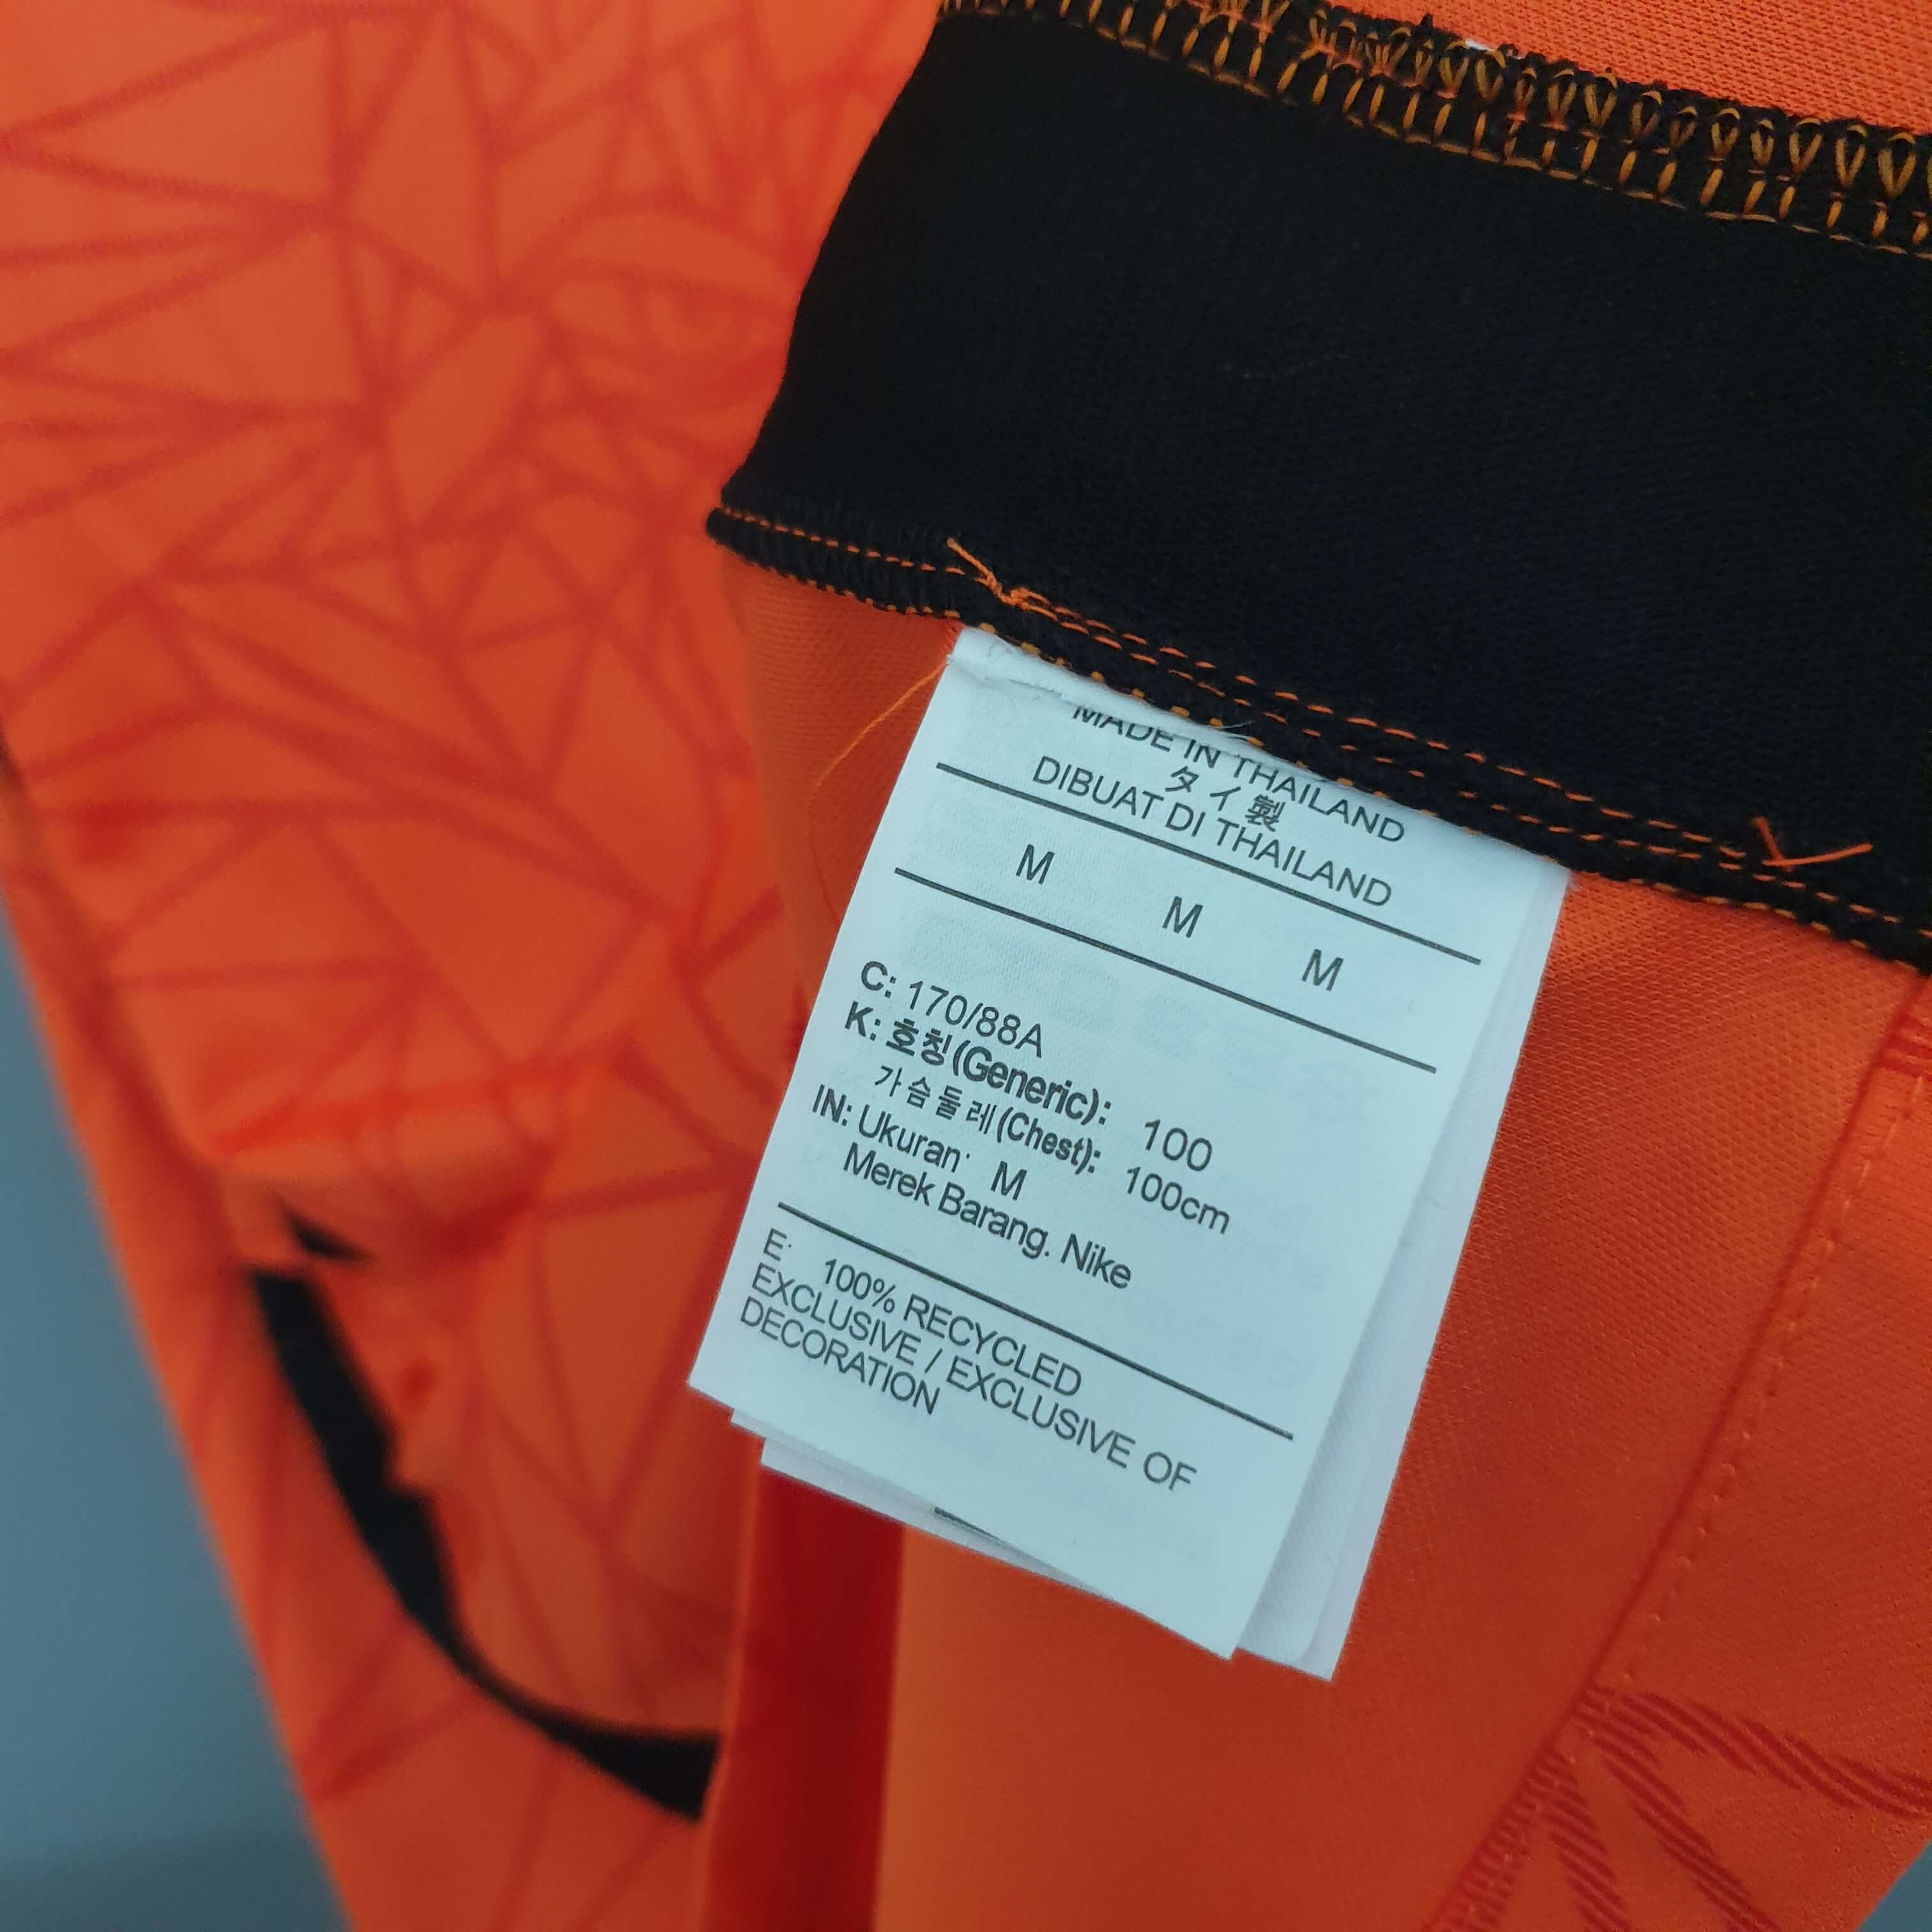 MADE IN THAILAND
タイ製
DIBUAT DI THAILAND
M M M
C: 170/88A
K: 호칭(Generic): 100
가슴둘레(Chest): 100cm
IN: Ukuran· M
Merek Barang. Nike
E· 100% RECYCLED
EXCLUSIVE / EXCLUSIVE OF
DECORATION